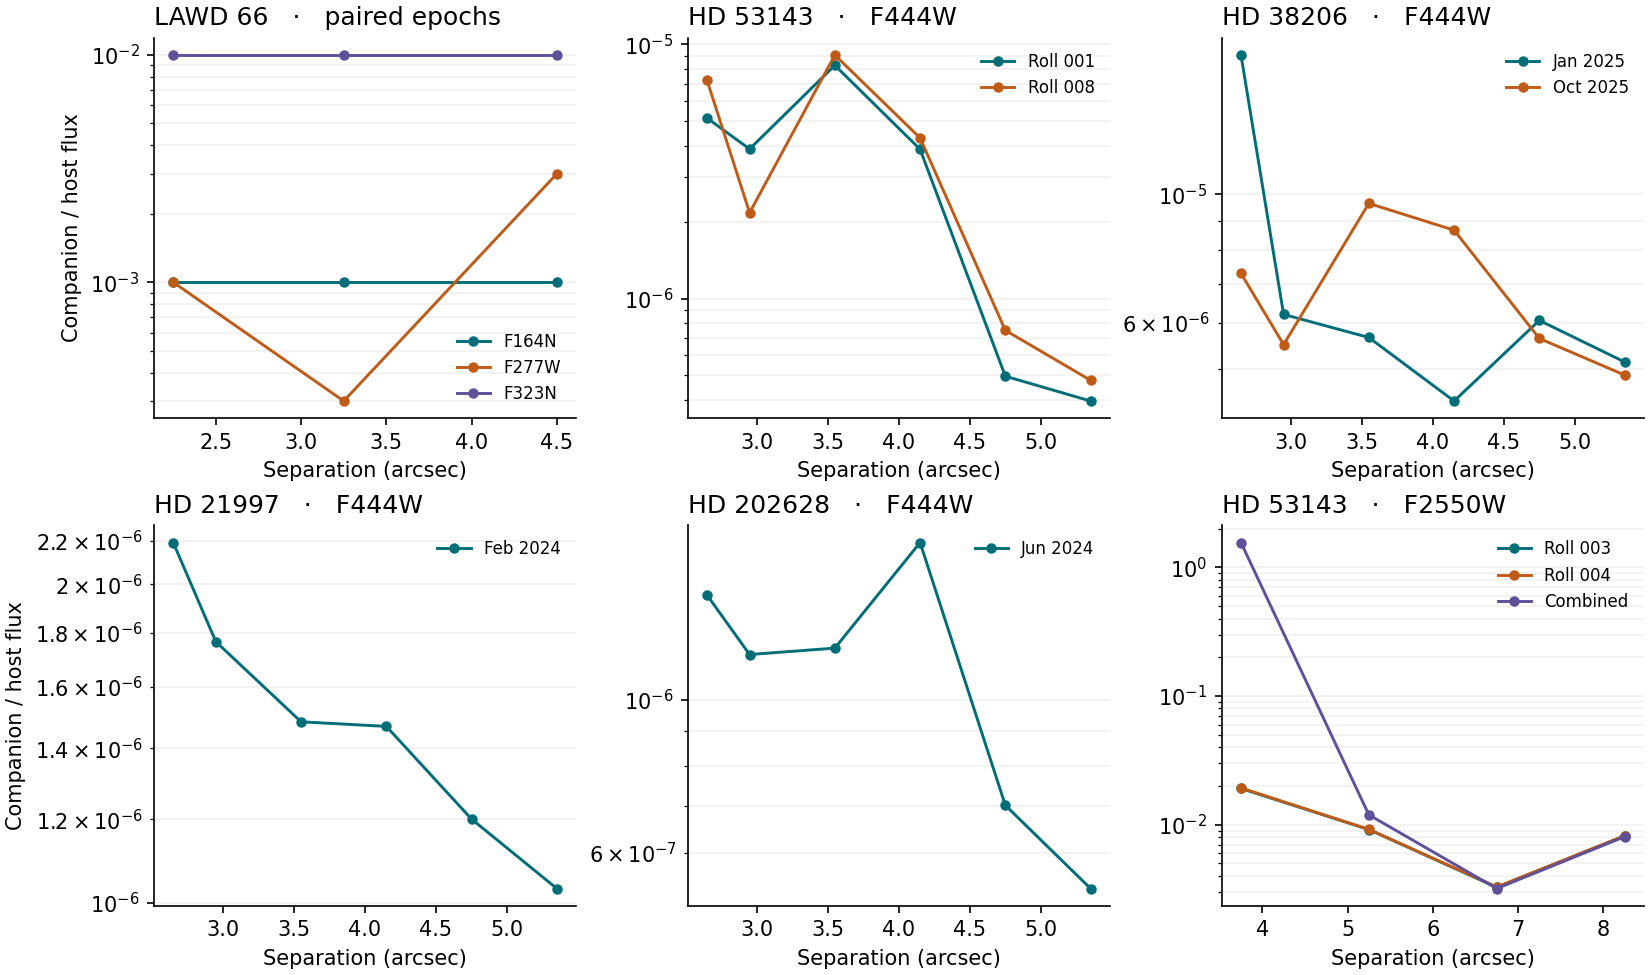 LAWD 66 · paired epochs
Companion / host flux
10⁻²
10⁻³
F164N
F277W
F323N
2.5 3.0 3.5 4.0 4.5
Separation (arcsec)
HD 53143 · F444W
10⁻⁵
10⁻⁶
Roll 001
Roll 008
3.0 3.5 4.0 4.5 5.0
Separation (arcsec)
HD 38206 · F444W
10⁻⁵
6 × 10⁻⁶
Jan 2025
Oct 2025
3.0 3.5 4.0 4.5 5.0
Separation (arcsec)
HD 21997 · F444W
Companion / host flux
2.2 × 10⁻⁶
2 × 10⁻⁶
1.8 × 10⁻⁶
1.6 × 10⁻⁶
1.4 × 10⁻⁶
1.2 × 10⁻⁶
10⁻⁶
Feb 2024
3.0 3.5 4.0 4.5 5.0
Separation (arcsec)
HD 202628 · F444W
10⁻⁶
6 × 10⁻⁷
Jun 2024
3.0 3.5 4.0 4.5 5.0
Separation (arcsec)
HD 53143 · F2550W
10⁰
10⁻¹
10⁻²
Roll 003
Roll 004
Combined
4 5 6 7 8
Separation (arcsec)